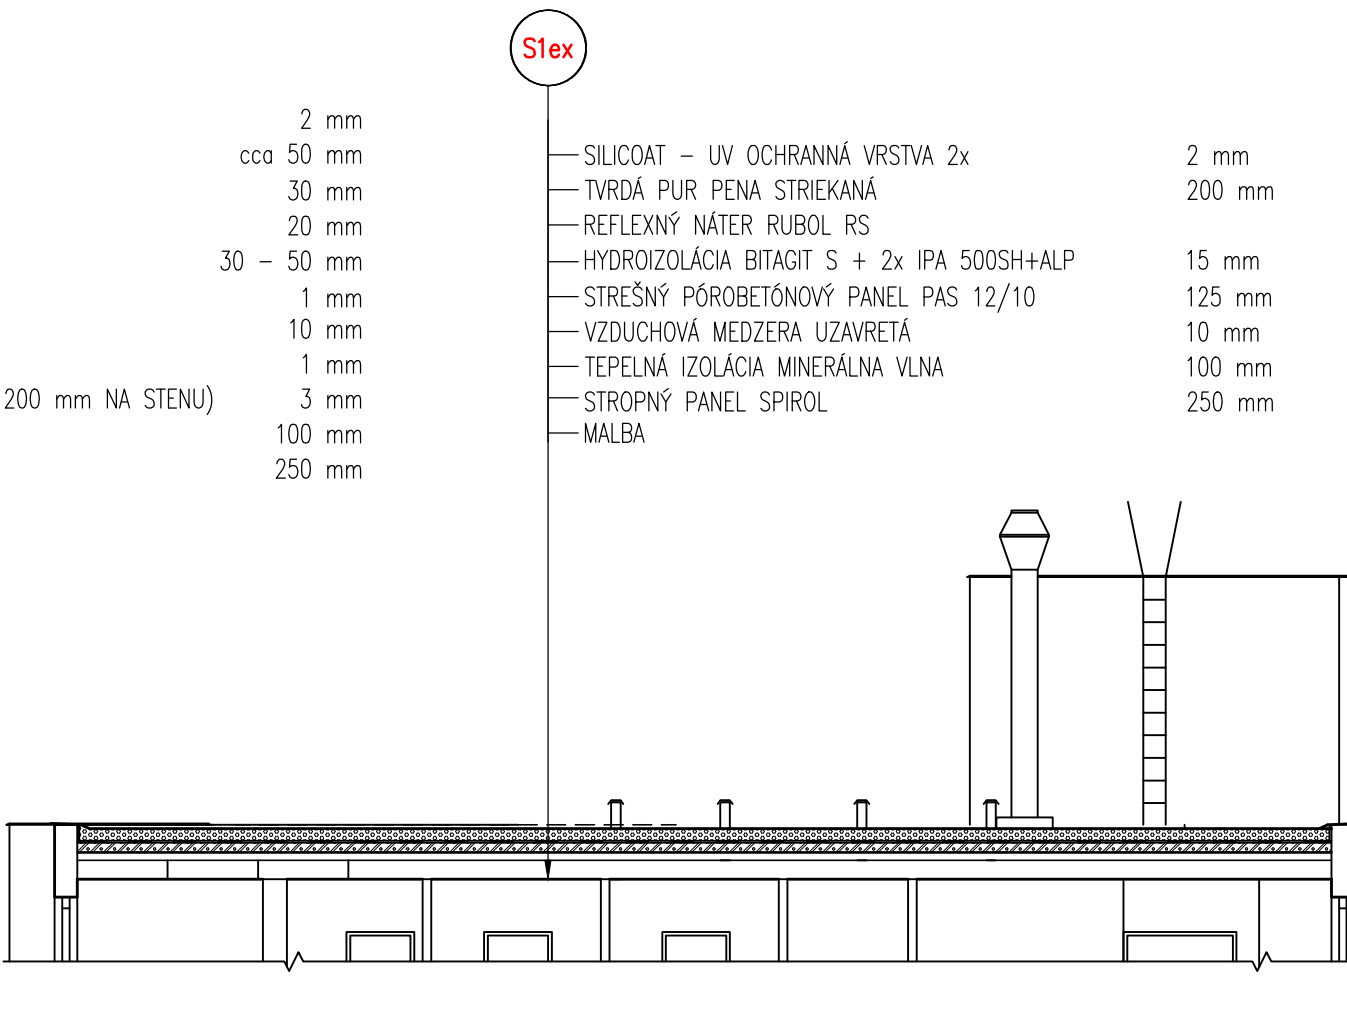 S1ex
2 mm
cca 50 mm
30 mm
20 mm
30 – 50 mm
1 mm
10 mm
1 mm
200 mm NA STENU) 3 mm
100 mm
250 mm
SILICOAT – UV OCHRANNÁ VRSTVA 2x 2 mm
TVRDÁ PUR PENA STRIEKANÁ 200 mm
REFLEXNÝ NÁTER RUBOL RS
HYDROIZOLÁCIA BITAGIT S + 2x IPA 500SH+ALP 15 mm
STREŠNÝ PÓROBETÓNOVÝ PANEL PAS 12/10 125 mm
VZDUCHOVÁ MEDZERA UZAVRETÁ 10 mm
TEPELNÁ IZOLÁCIA MINERÁLNA VLNA 100 mm
STROPNÝ PANEL SPIROL 250 mm
MALBA